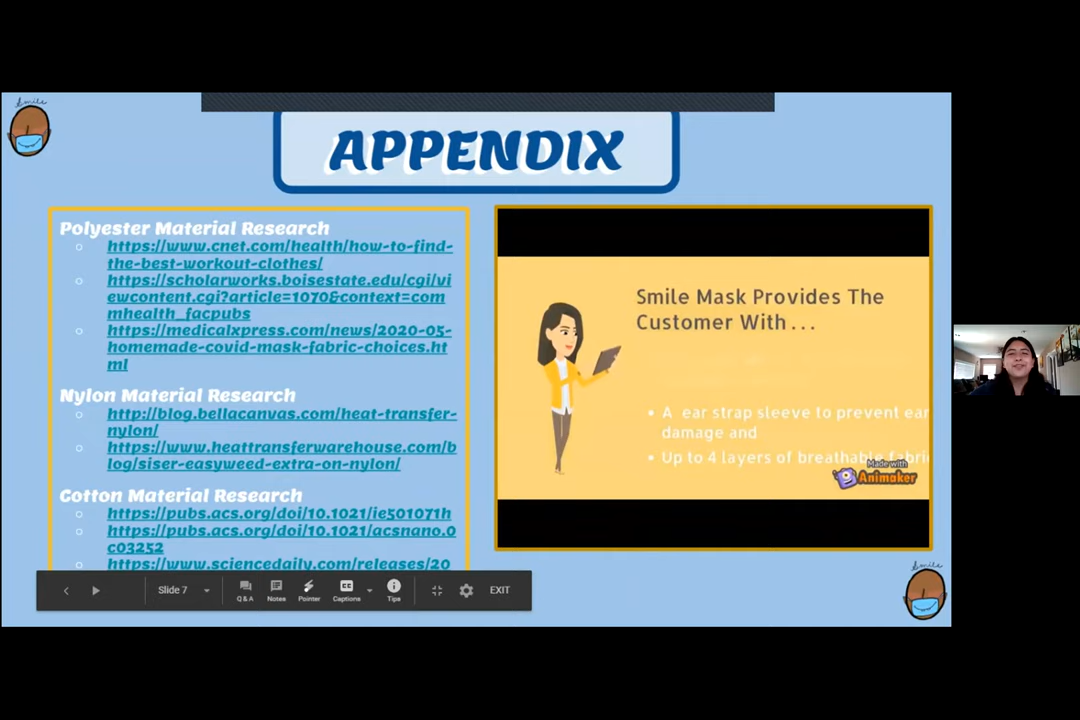 Smile
APPENDIX
Polyester Material Research
https://www.cnet.com/health/how-to-find-
the-best-workout-clothes/
https://scholarworks.boisestate.edu/cgi/vi
ewcontent.cgi?article=1070&context=com
mhealth_facpubs
https://medicalxpress.com/news/2020-05-
homemade-covid-mask-fabric-choices.ht
ml
Nylon Material Research
http://blog.bellacanvas.com/heat-transfer-
nylon/
https://www.heattransferwarehouse.com/b
log/siser-easyweed-extra-on-nylon/
Cotton Material Research
https://pubs.acs.org/doi/10.1021/ie501071h
https://pubs.acs.org/doi/10.1021/acsnano.0
c03252
https://www.sciencedaily.com/releases/20
Smile Mask Provides The
Customer With . . .
• A ear strap sleeve to prevent ear
damage and
• Up to 4 layers of breathable fabri
Made with
Animaker
Smile
Slide 7
Q & A
Notes
Pointer
Captions
Tips
EXIT